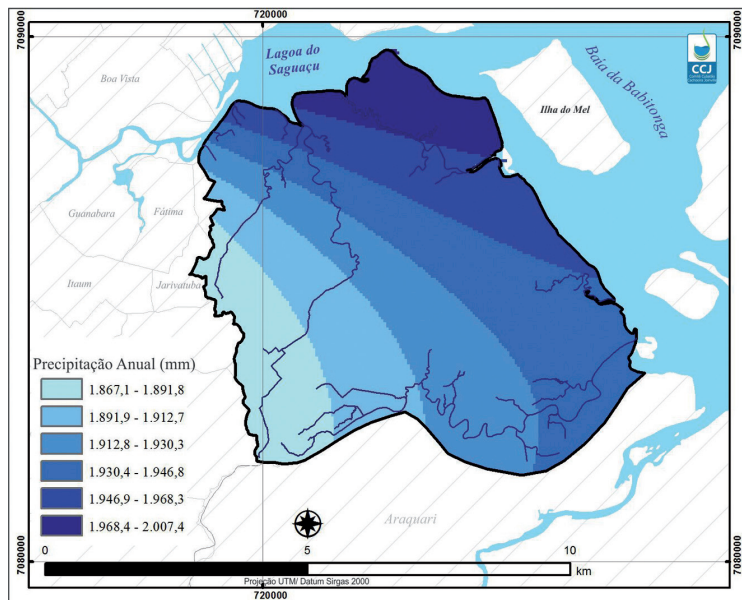 720000
7090000
7090000
Lagoa do
Saguaçu
Baia da Babitonga
CCJ
Boa Vista
Ilha do Mel
Guanabara
Fátima
Itaum
Jarivatuba
Precipitação Anual (mm)
1.867,1 - 1.891,8
1.891,9 - 1.912,7
1.912,8 - 1.930,3
1.930,4 - 1.946,8
1.946,9 - 1.968,3
1.968,4 - 2.007,4
Araquari
7080000
7080000
0
5
10
km
Projeção UTM/ Datum Sirgas 2000
720000